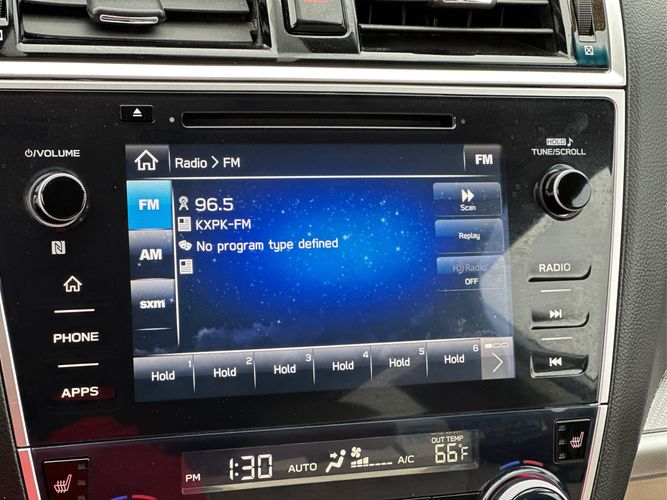 HOLD
⏻/VOLUME
TUNE/SCROLL
Radio > FM
FM
FM
96.5
KXPK-FM
No program type defined
Scan
Replay
HD Radio
OFF
AM
sxm
RADIO
PHONE
APPS
Hold 1
Hold 2
Hold 3
Hold 4
Hold 5
Hold 6
PM 1:30 AUTO A/C
OUT TEMP
66°F